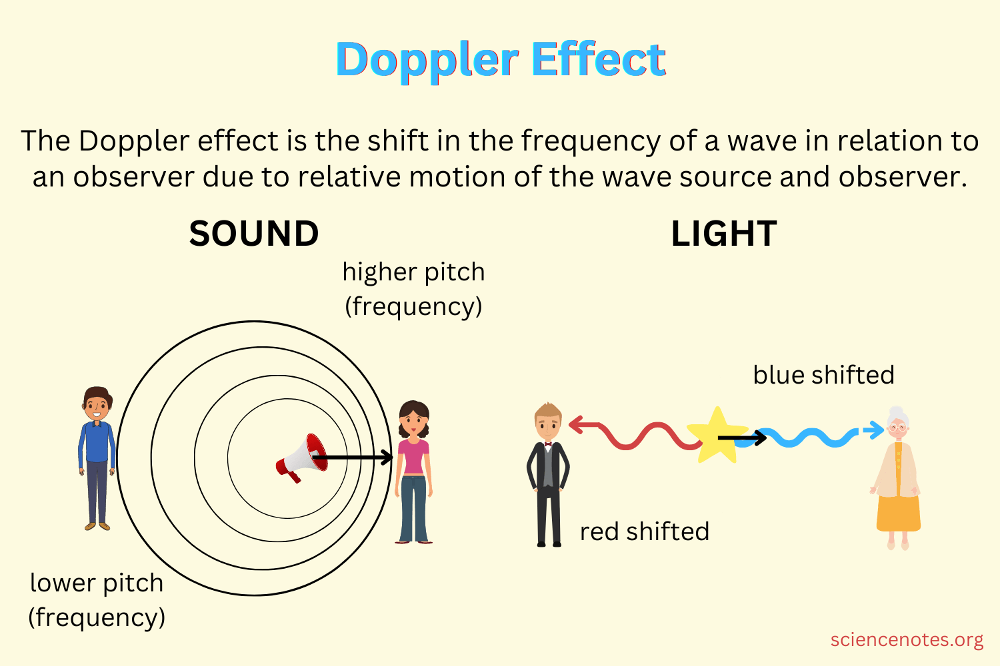 Doppler Effect
The Doppler effect is the shift in the frequency of a wave in relation to
an observer due to relative motion of the wave source and observer.
SOUND
higher pitch
(frequency)
lower pitch
(frequency)
LIGHT
blue shifted
red shifted
sciencenotes.org